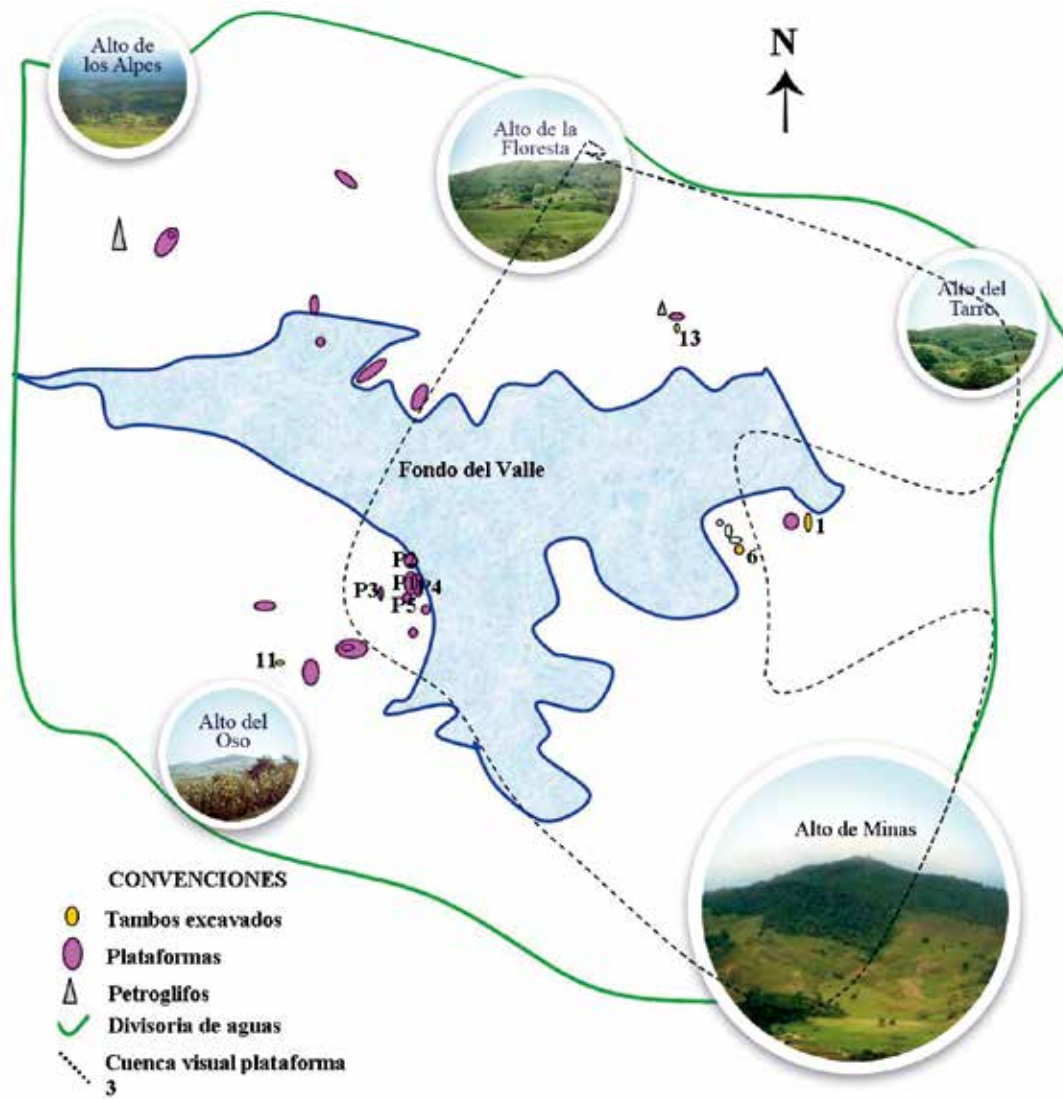 Alto de
los Alpes
N
Alto de la
Floresta
Alto del
Tarro
13
Fondo del Valle
1
6
P2
P1
P3
P4
P5
11
Alto del
Oso
Alto de Minas
CONVENCIONES
Tambos excavados
Plataformas
Petroglifos
Divisoria de aguas
Cuenca visual plataforma
3